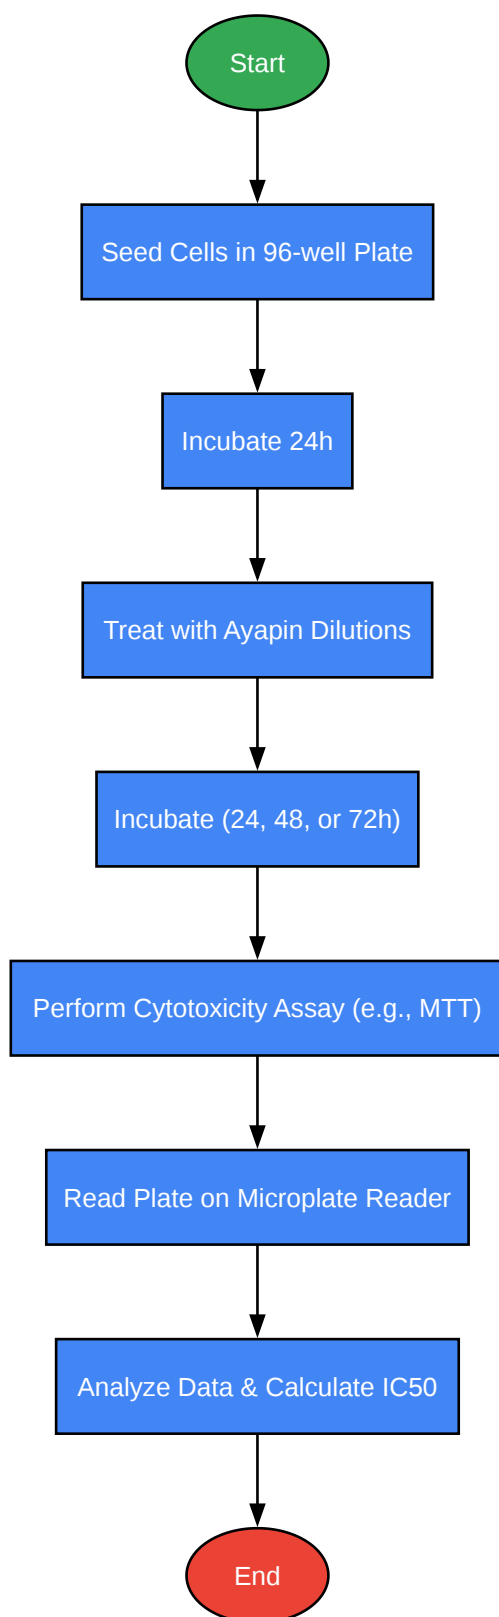 Start
Seed Cells in 96-well Plate
Incubate 24h
Treat with Ayapin Dilutions
Incubate (24, 48, or 72h)
Perform Cytotoxicity Assay (e.g., MTT)
Read Plate on Microplate Reader
Analyze Data & Calculate IC50
End